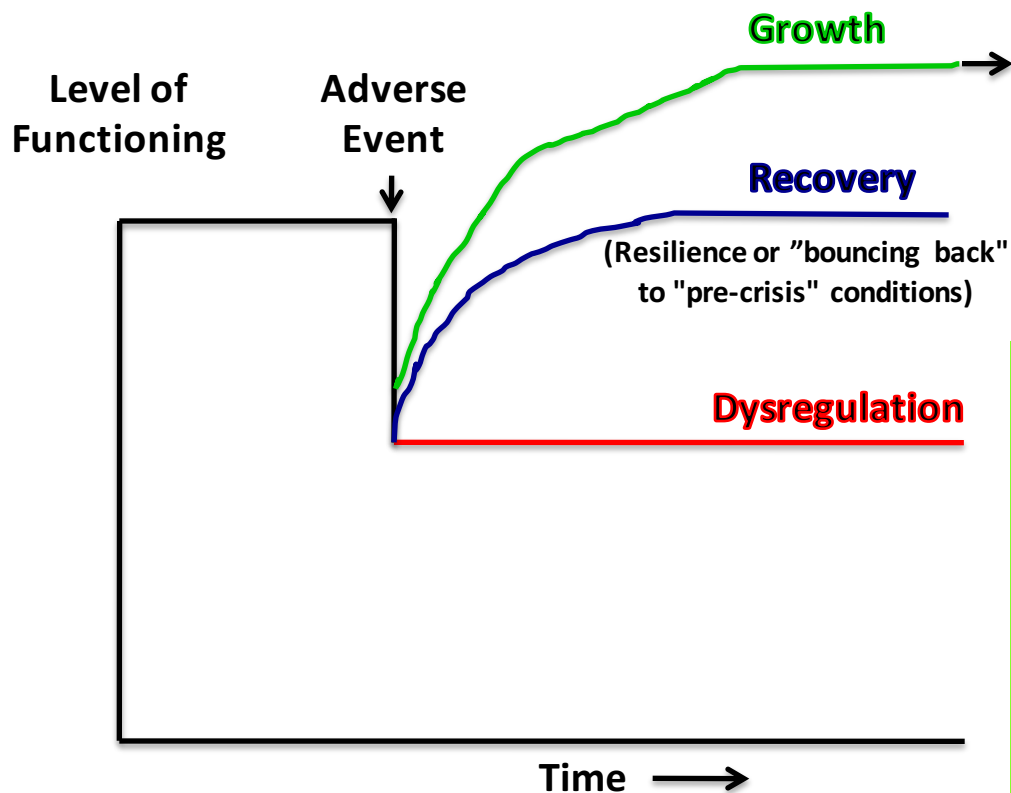 Growth
Level of
Functioning
Adverse
Event
Recovery
(Resilience or ”bouncing back"
to "pre-crisis" conditions)
Dysregulation
Time